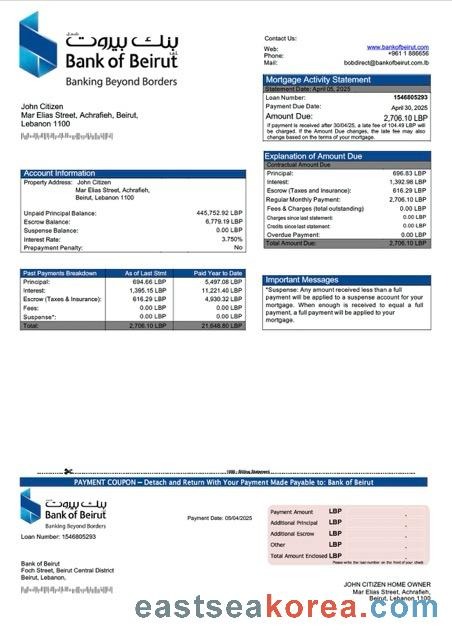 بنك بيروت
Bank of Beirut
Banking Beyond Borders
Contact Us:
Web: www.bankofbeirut.com
Phone: +961 1 886656
Mail: bobdirect@bankofbeirut.com.lb
John Citizen
Mar Elias Street, Achrafieh, Beirut,
Lebanon 1100
Mortgage Activity Statement
Statement Date: April 05, 2025
Loan Number: 1546805293
Payment Due Date: April 30, 2025
Amount Due: 2,706.10 LBP
If payment is received after 30/04/25, a late fee of 104.49 LBP will
be charged. If the Amount Due changes, the late fee may also
change based on the terms of your mortgage.
Account Information
Property Address: John Citizen
Mar Elias Street, Achrafieh,
Beirut, Lebanon 1100
Unpaid Principal Balance: 445,752.92 LBP
Escrow Balance: 6,779.19 LBP
Suspense Balance: 0.00 LBP
Interest Rate: 3.750%
Prepayment Penalty: No
Explanation of Amount Due
Contractual Amount Due
Principal: 696.83 LBP
Interest: 1,392.98 LBP
Escrow (Taxes and Insurance): 616.29 LBP
Regular Monthly Payment: 2,706.10 LBP
Fees & Charges (total outstanding) 0.00 LBP
Charges since last statement: 0.00 LBP
Credits since last statement: 0.00 LBP
Overdue Payment: 0.00 LBP
Total Amount Due: 2,706.10 LBP
Past Payments Breakdown As of Last Stmt Paid Year to Date
Principal: 694.66 LBP 5,497.08 LBP
Interest: 1,395.15 LBP 11,221.40 LBP
Escrow (Taxes & Insurance): 616.29 LBP 4,930.32 LBP
Fees: 0.00 LBP 0.00 LBP
Suspense*: 0.00 LBP 0.00 LBP
Total: 2,706.10 LBP 21,648.80 LBP
Important Messages
*Suspense: Any amount received less than a full
payment will be applied to a suspense account for your
mortgage. When enough is received to equal a full
payment, a full payment will be applied to your
mortgage.
PAYMENT COUPON – Detach and Return With Your Payment Made Payable to: Bank of Beirut
بنك بيروت
Bank of Beirut
Banking Beyond Borders
Loan Number: 1546805293
Payment Date: 05/04/2025
Payment Amount LBP
Additional Principal LBP
Additional Escrow LBP
Other LBP
Total Amount Enclosed LBP
Please write the loan number on the front of your check
Bank of Beirut
Foch Street, Beirut Central District
Beirut, Lebanon,
JOHN CITIZEN HOME OWNER
Mar Elias Street, Achrafieh,
Beirut, Lebanon 1100
eastseakorea.com